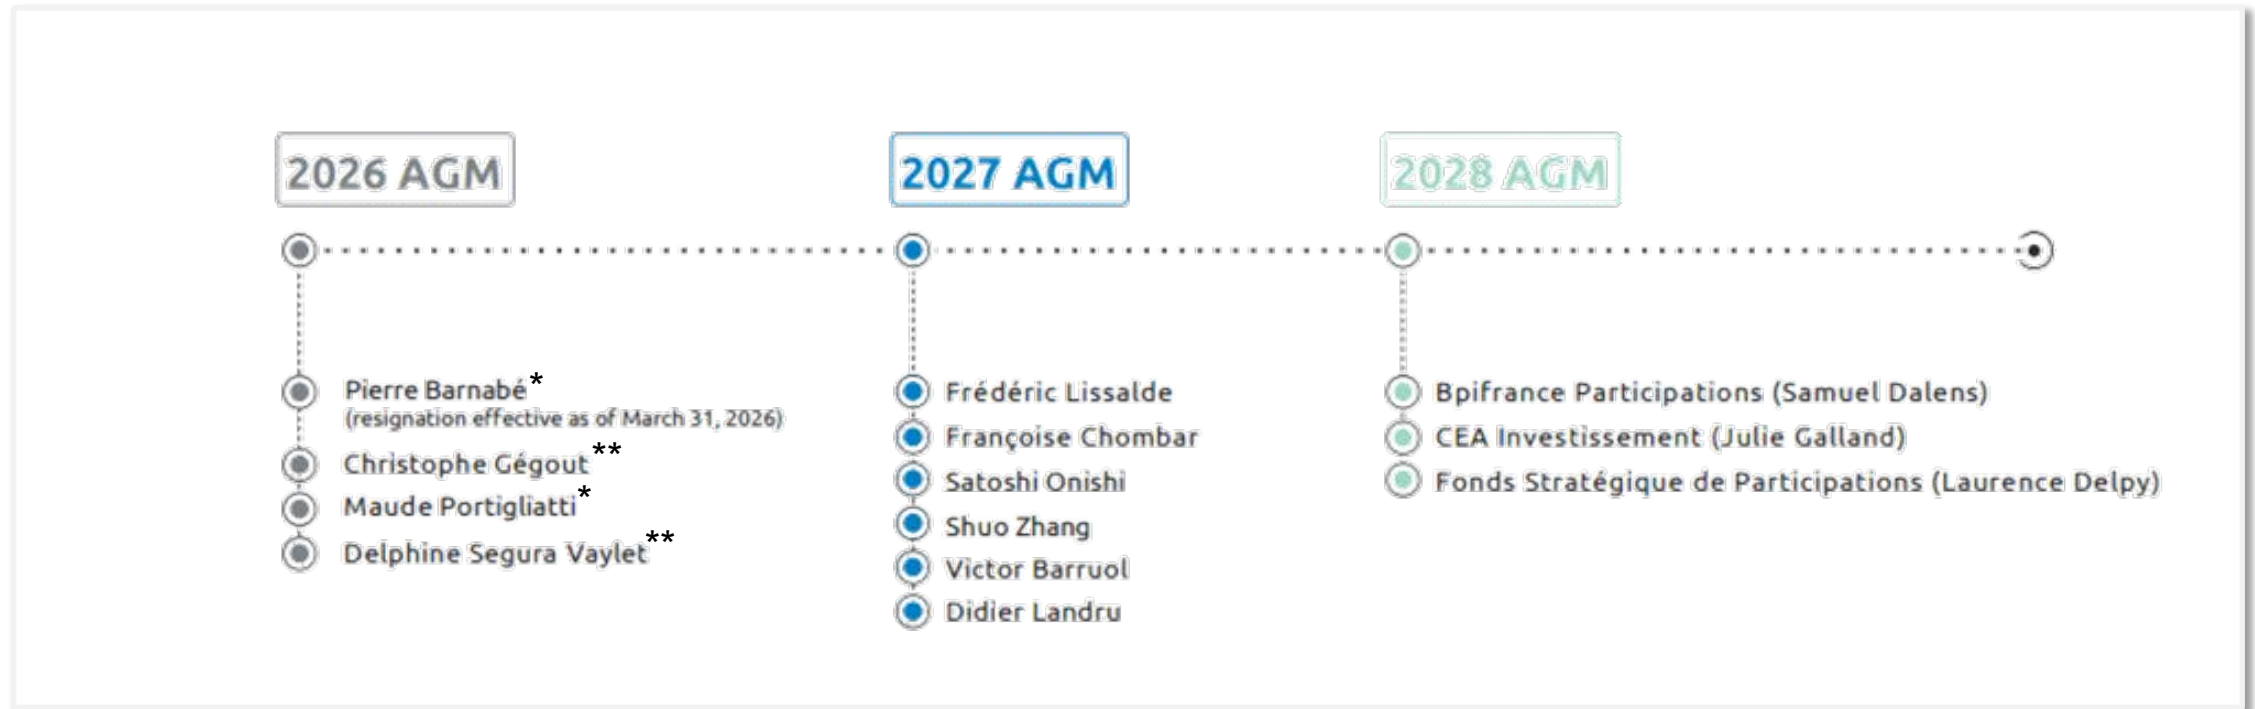 2026 AGM
Pierre Barnabé*
(resignation effective as of March 31, 2026)
Christophe Gégout**
Maude Portigliatti*
Delphine Segura Vaylet**
2027 AGM
Frédéric Lissalde
Françoise Chombar
Satoshi Onishi
Shuo Zhang
Victor Barruol
Didier Landru
2028 AGM
Bpifrance Participations (Samuel Dalens)
CEA Investissement (Julie Galland)
Fonds Stratégique de Participations (Laurence Delpy)